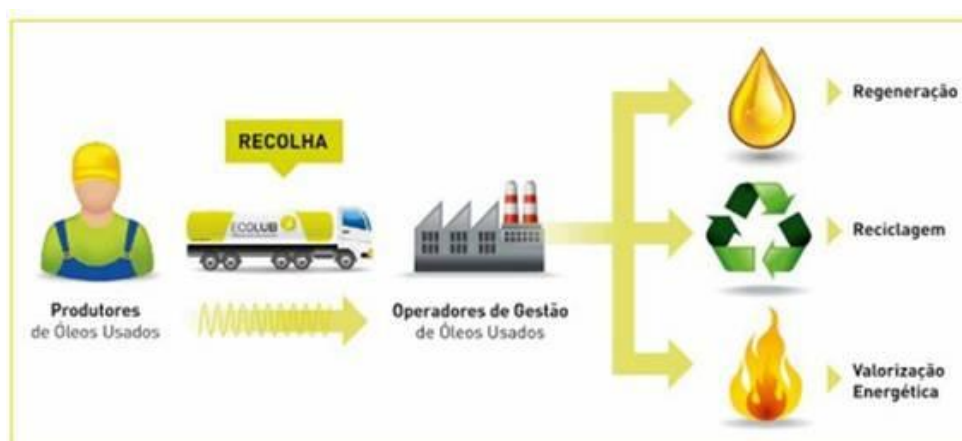 RECOLHA
ECOLUB
Produtores
de Óleos Usados
Operadores de Gestão
de Óleos Usados
Regeneração
Reciclagem
Valorização
Energética